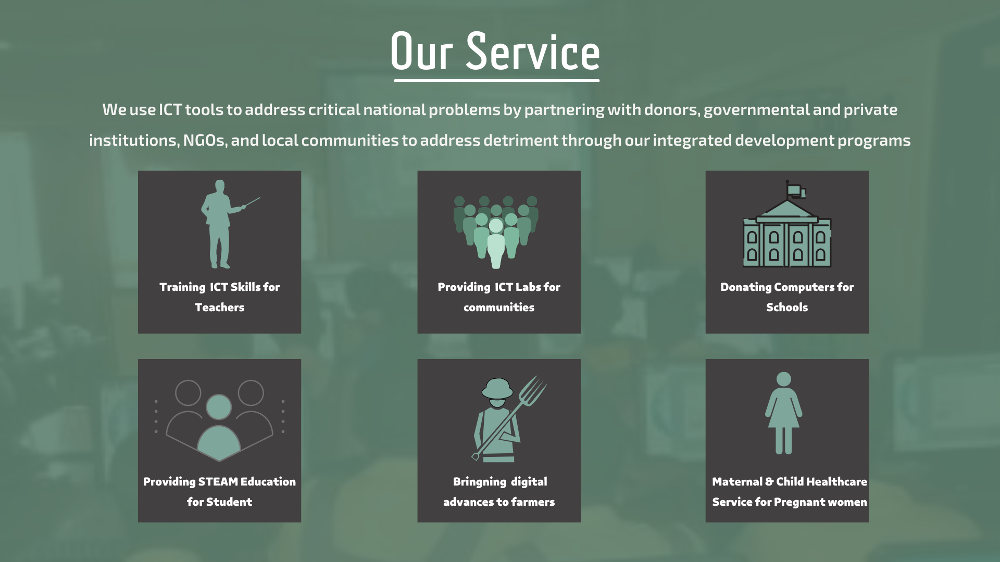 Our Service
We use ICT tools to address critical national problems by partnering with donors, governmental and private
institutions, NGOs, and local communities to address detriment through our integrated development programs
Training ICT Skills for
Teachers
Providing ICT Labs for
communities
Donating Computers for
Schools
Providing STEAM Education
for Student
Bringning digital
advances to farmers
Maternal & Child Healthcare
Service for Pregnant women